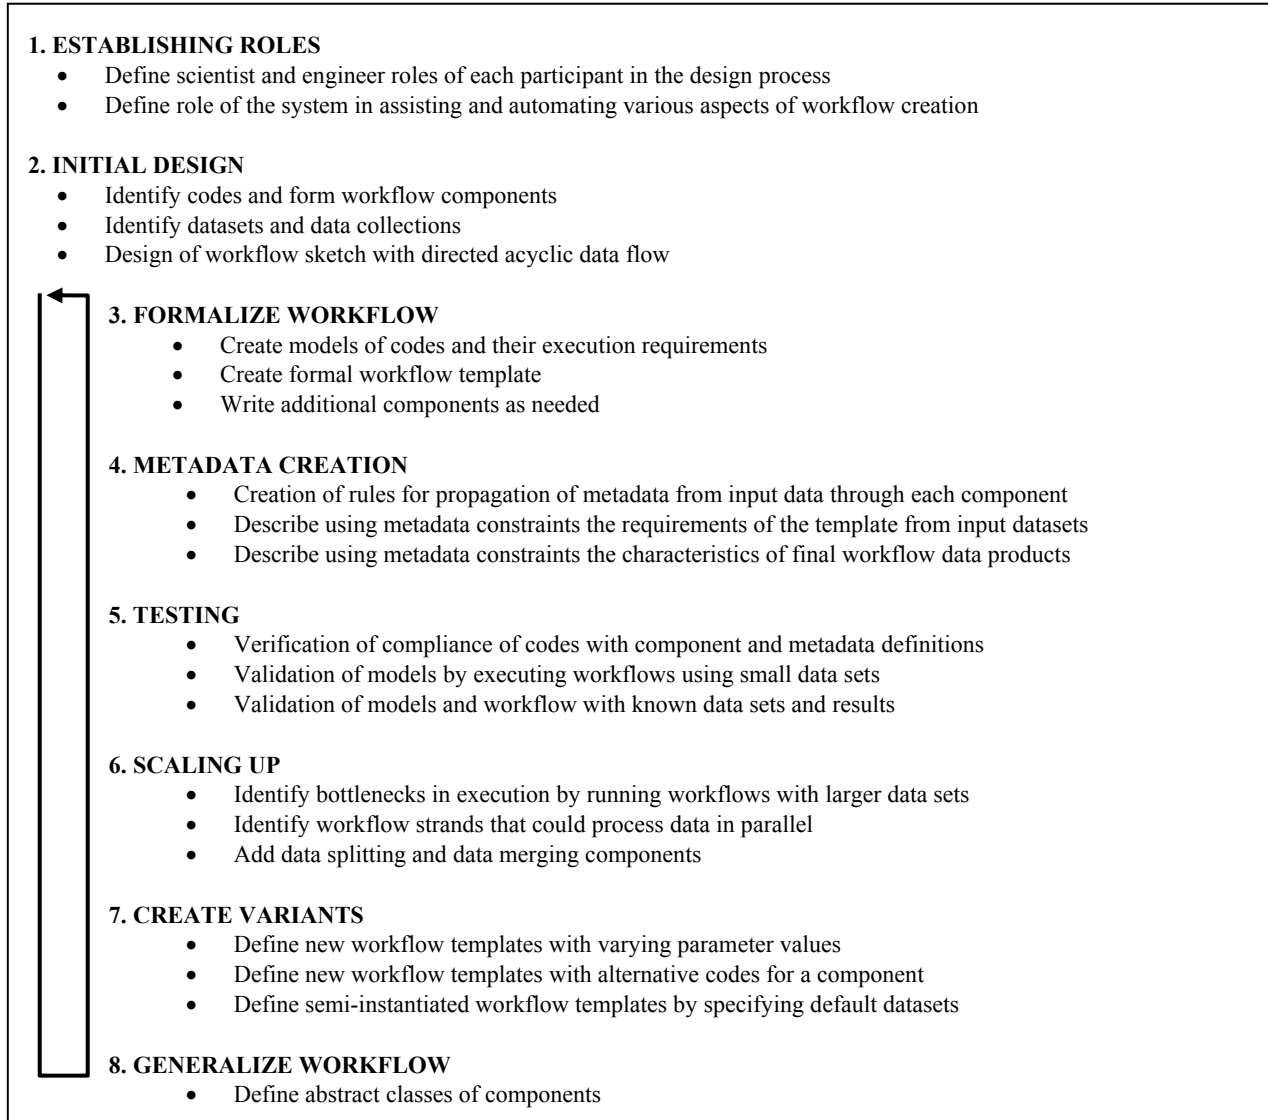 1. ESTABLISHING ROLES
• Define scientist and engineer roles of each participant in the design process
• Define role of the system in assisting and automating various aspects of workflow creation
2. INITIAL DESIGN
• Identify codes and form workflow components
• Identify datasets and data collections
• Design of workflow sketch with directed acyclic data flow
3. FORMALIZE WORKFLOW
• Create models of codes and their execution requirements
• Create formal workflow template
• Write additional components as needed
4. METADATA CREATION
• Creation of rules for propagation of metadata from input data through each component
• Describe using metadata constraints the requirements of the template from input datasets
• Describe using metadata constraints the characteristics of final workflow data products
5. TESTING
• Verification of compliance of codes with component and metadata definitions
• Validation of models by executing workflows using small data sets
• Validation of models and workflow with known data sets and results
6. SCALING UP
• Identify bottlenecks in execution by running workflows with larger data sets
• Identify workflow strands that could process data in parallel
• Add data splitting and data merging components
7. CREATE VARIANTS
• Define new workflow templates with varying parameter values
• Define new workflow templates with alternative codes for a component
• Define semi-instantiated workflow templates by specifying default datasets
8. GENERALIZE WORKFLOW
• Define abstract classes of components